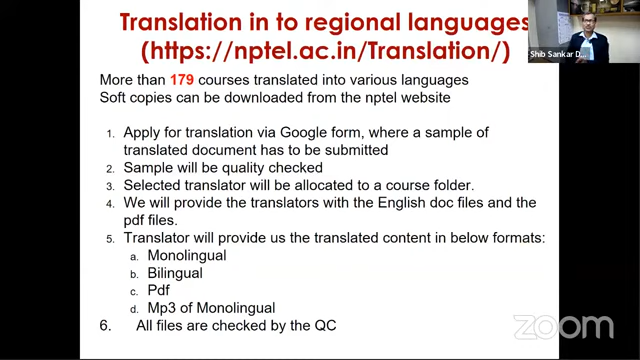 Translation in to regional languages
(https://nptel.ac.in/Translation/)
Shib Sankar D...
More than 179 courses translated into various languages
Soft copies can be downloaded from the nptel website
1. Apply for translation via Google form, where a sample of
translated document has to be submitted
2. Sample will be quality checked
3. Selected translator will be allocated to a course folder.
4. We will provide the translators with the English doc files and the
pdf files.
5. Translator will provide us the translated content in below formats:
a. Monolingual
b. Bilingual
c. Pdf
d. Mp3 of Monolingual
6. All files are checked by the QC
zoom